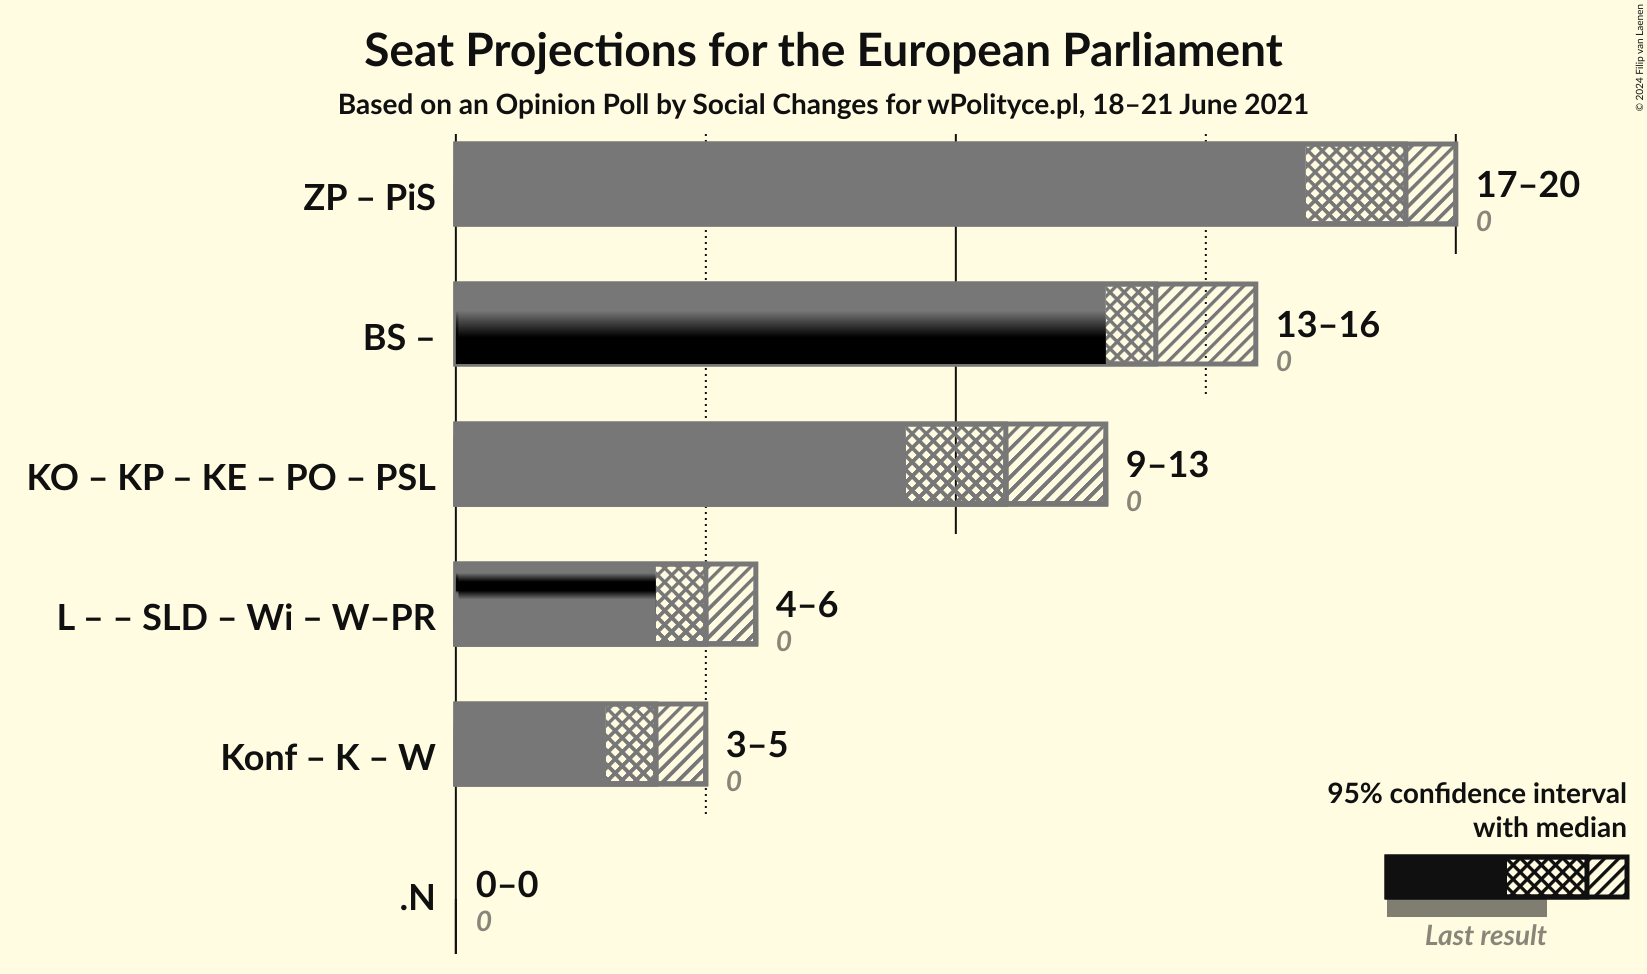 Seat Projections for the European Parliament
Based on an Opinion Poll by Social Changes for wPolityce.pl, 18–21 June 2021
© 2024 Filip van Laenen
ZP – PiS
17–20
0
BS –
13–16
0
KO – KP – KE – PO – PSL
9–13
0
L – – SLD – Wi – W–PR
4–6
0
Konf – K – W
3–5
0
.N
0–0
0
95% confidence interval
with median
Last result